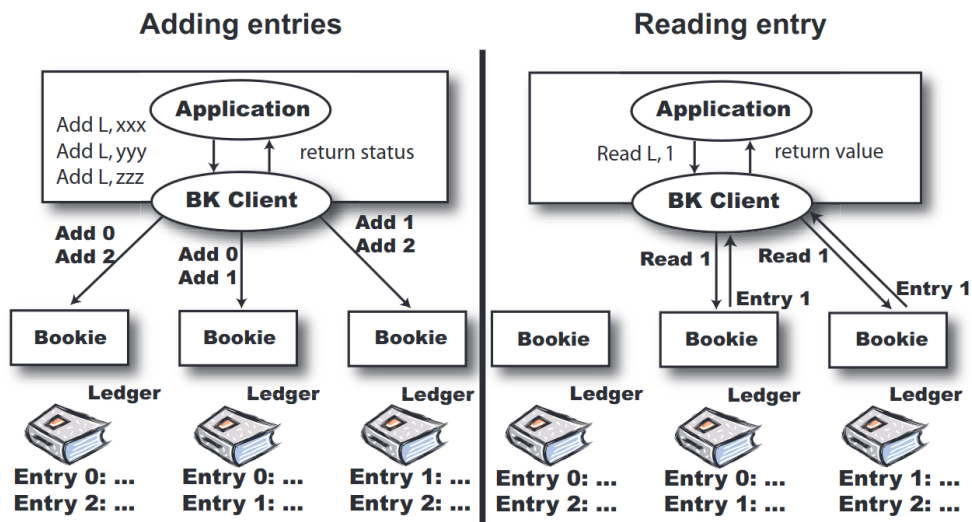 Adding entries
Application
Add L, xxx
Add L, yyy
Add L, zzz
return status
BK Client
Add 0
Add 2
Add 0
Add 1
Add 1
Add 2
Bookie
Bookie
Bookie
Ledger
Ledger
Ledger
Entry 0: ...
Entry 2: ...
Entry 0: ...
Entry 1: ...
Entry 1: ...
Entry 2: ...
Reading entry
Application
Read L, 1
return value
BK Client
Read 1
Entry 1
Read 1
Entry 1
Bookie
Bookie
Bookie
Ledger
Ledger
Ledger
Entry 0: ...
Entry 2: ...
Entry 0: ...
Entry 1: ...
Entry 1: ...
Entry 2: ...